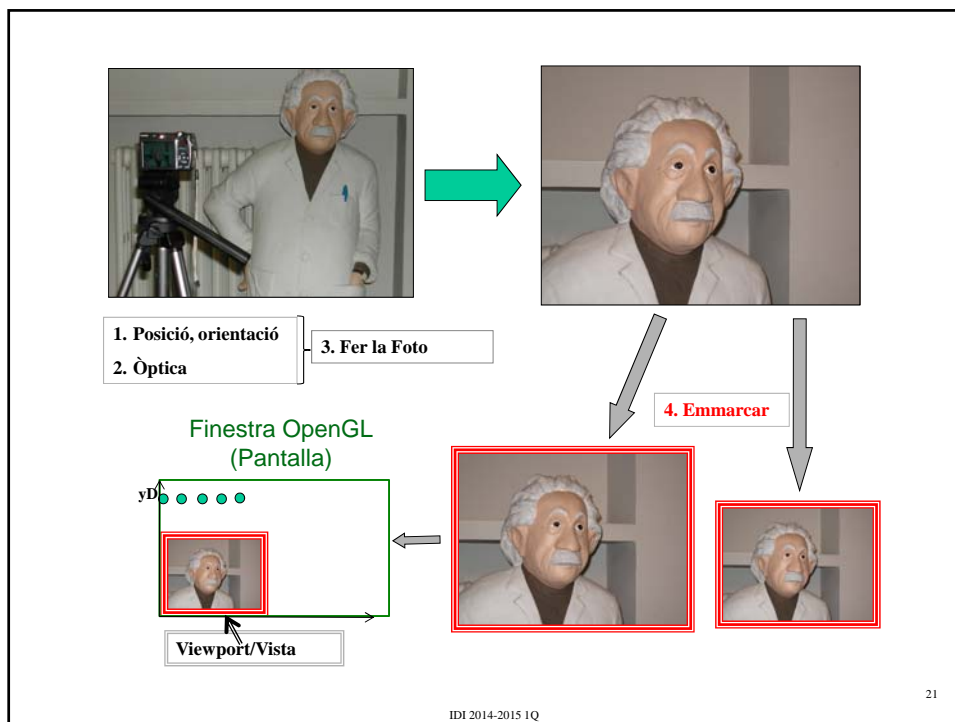 1. Posició, orientació
2. Òptica
3. Fer la Foto
4. Emmarcar
Finestra OpenGL
(Pantalla)
yD
Viewport/Vista
21
IDI 2014-2015 1Q